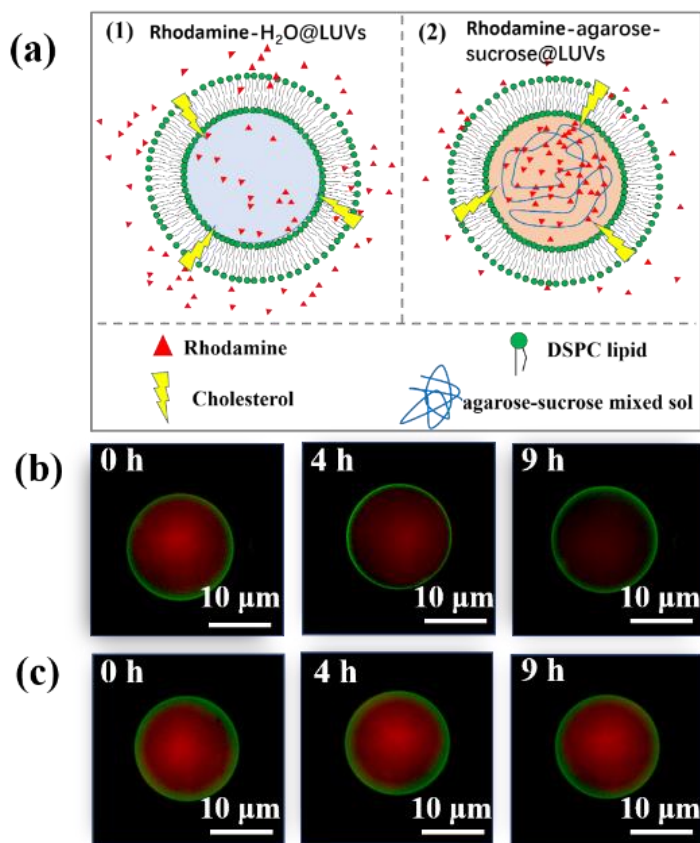 (a)
(1) Rhodamine-H₂O@LUVs
(2) Rhodamine-agarose-
sucrose@LUVs
Rhodamine
DSPC lipid
Cholesterol
agarose-sucrose mixed sol
(b)
0 h
10 μm
4 h
10 μm
9 h
10 μm
(c)
0 h
10 μm
4 h
10 μm
9 h
10 μm